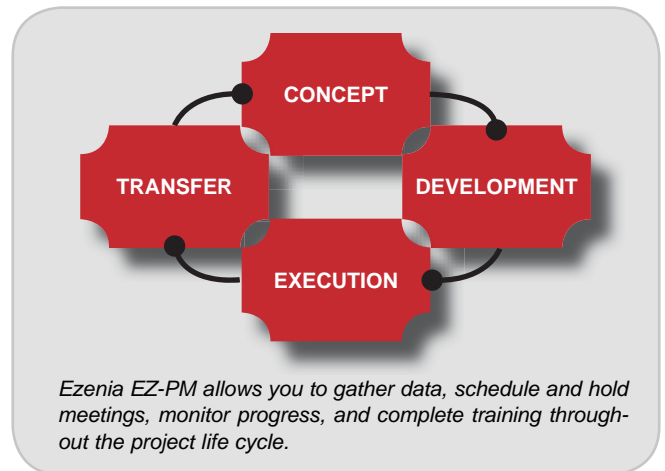 CONCEPT
TRANSFER
DEVELOPMENT
EXECUTION
Ezenia EZ-PM allows you to gather data, schedule and hold
meetings, monitor progress, and complete training through-
out the project life cycle.